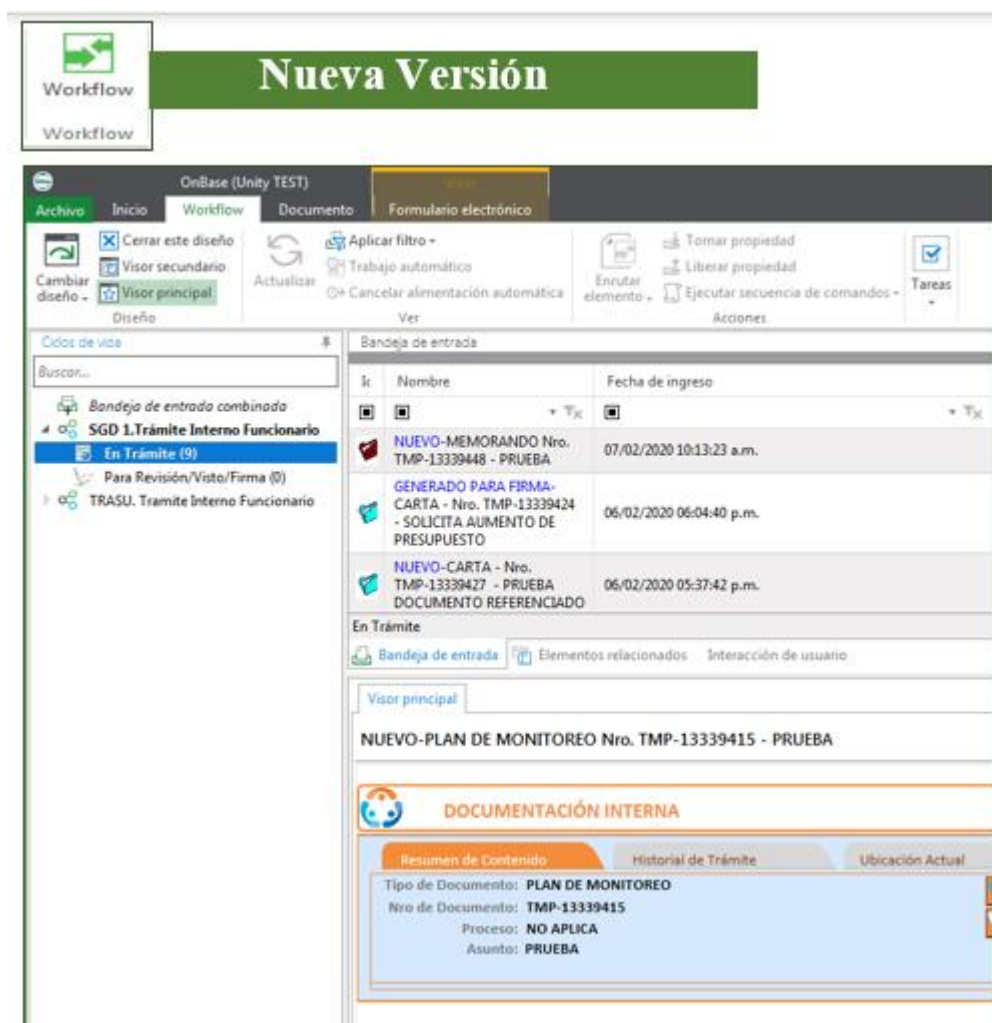 Workflow
Workflow
Nueva Versión
OnBase (Unity TEST)
Archivo Inicio Workflow Documento Formulario electrónico
Cambiar diseño
Cerrar este diseño
Visor secundario
Visor principal
Diseño
Actualizar
Aplicar filtro
Trabajo automático
Cancelar alimentación automática
Ver
Enrutar elemento
Tomar propiedad
Liberar propiedad
Ejecutar secuencia de comandos
Acciones
Tareas
Ciclos de vida
Buscar...
Bandeja de entrada combinada
SGD 1.Trámite Interno Funcionario
En Trámite (9)
Para Revisión/Visto/Firma (0)
TRASU. Tramite Interno Funcionario
Bandeja de entrada
Nombre Fecha de ingreso
NUEVO-MEMORANDO Nro.
TMP-13339448 - PRUEBA
07/02/2020 10:13:23 a.m.
GENERADO PARA FIRMA-
CARTA - Nro. TMP-13339424
- SOLICITA AUMENTO DE
PRESUPUESTO
06/02/2020 06:04:40 p.m.
NUEVO-CARTA - Nro.
TMP-13339427 - PRUEBA
DOCUMENTO REFERENCIADO
06/02/2020 05:37:42 p.m.
En Trámite
Bandeja de entrada Elementos relacionados Interacción de usuario
Visor principal
NUEVO-PLAN DE MONITOREO Nro. TMP-13339415 - PRUEBA
DOCUMENTACIÓN INTERNA
Resumen de Contenido Historial de Trámite Ubicación Actual
Tipo de Documento: PLAN DE MONITOREO
Nro de Documento: TMP-13339415
Proceso: NO APLICA
Asunto: PRUEBA